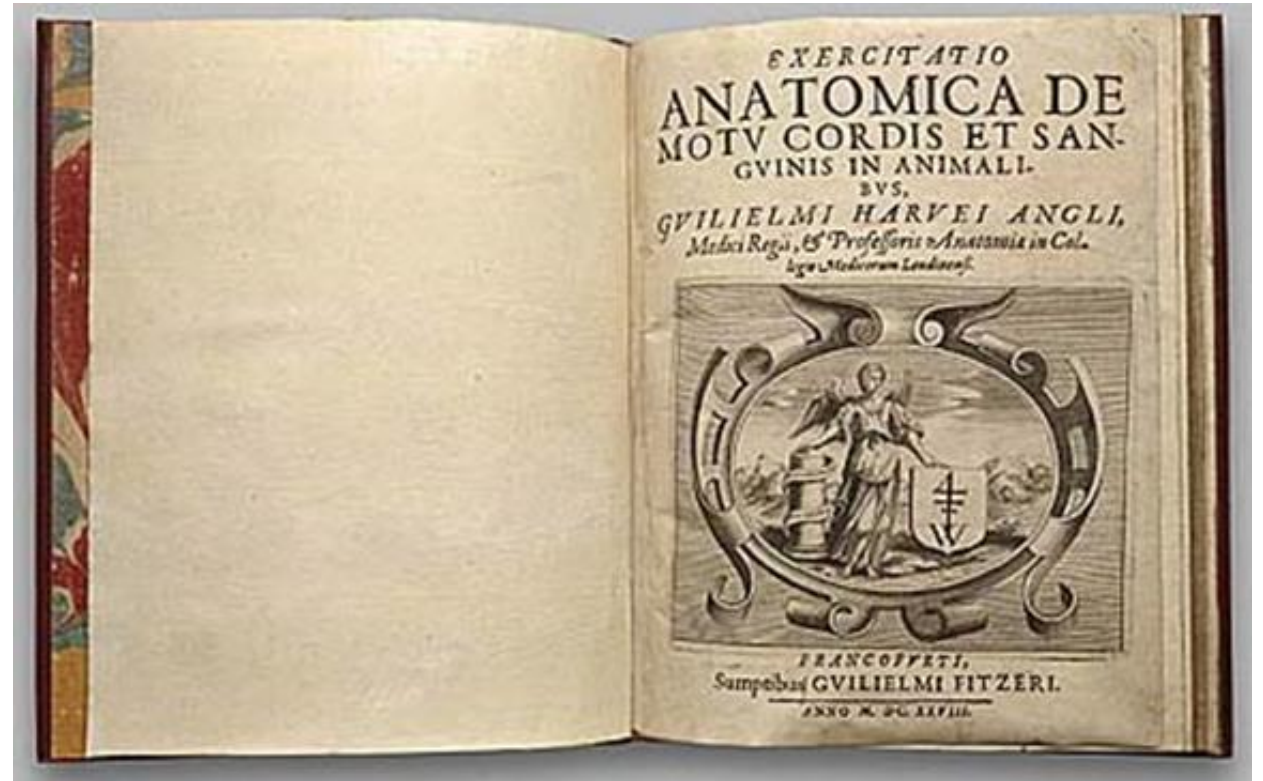 EXERCITATIO
ANATOMICA DE
MOTV CORDIS ET SAN-
GVINIS IN ANIMALI-
BVS,
GVILIELMI HARVEI ANGLI,
Medici Regii, & Professoris Anatomiæ in Col-
legio Medicorum Londinensi.
FRANCOFVRTI,
Sumptibus GVILIELMI FITZERI.
ANNO M. DC. XXVIII.